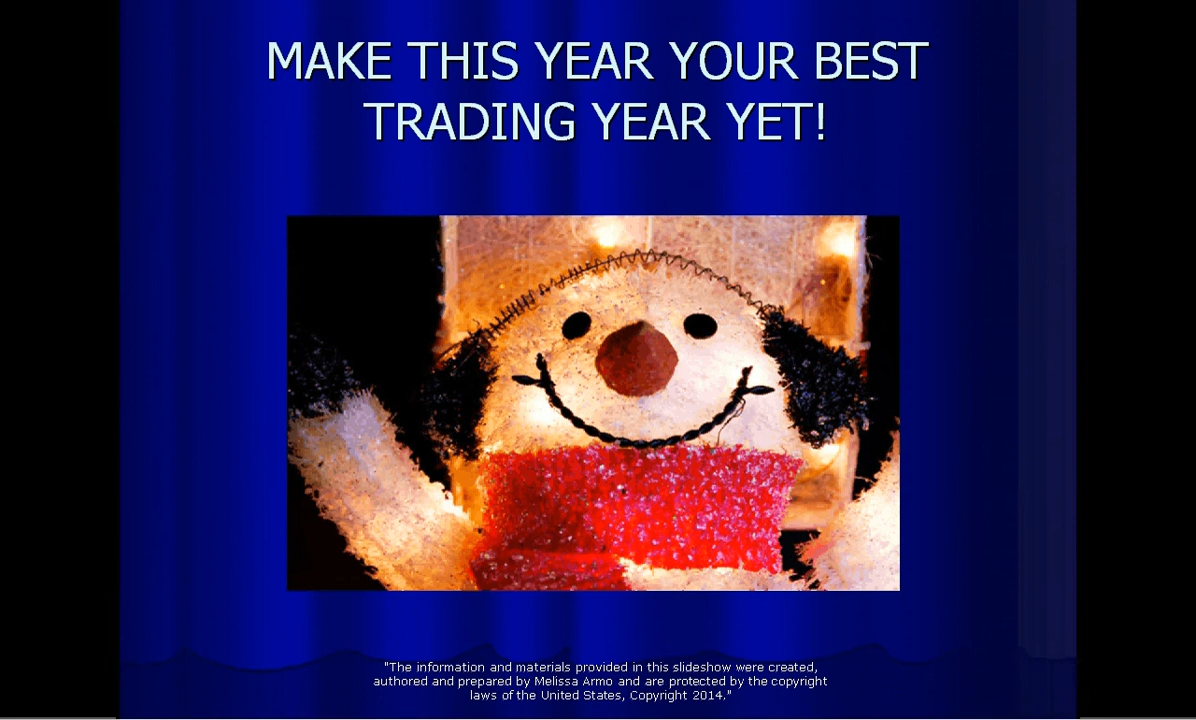 MAKE THIS YEAR YOUR BEST
TRADING YEAR YET!
"The information and materials provided in this slideshow were created,
authored and prepared by Melissa Armo and are protected by the copyright
laws of the United States, Copyright 2014."